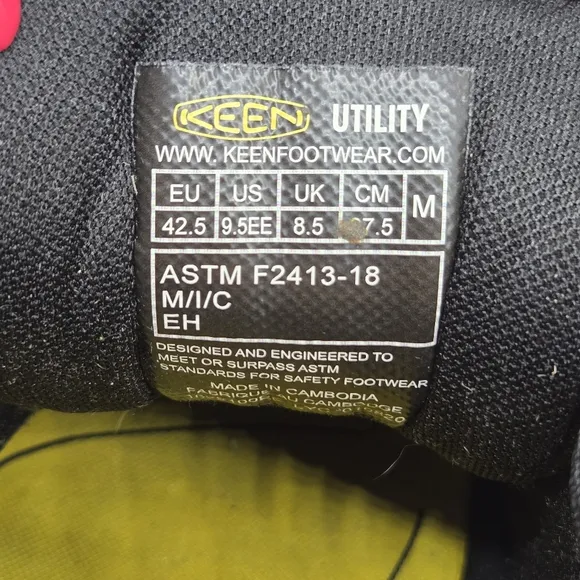 KEEN UTILITY
WWW. KEENFOOTWEAR.COM
EU US UK CM M
42.5 9.5EE 8.5
ASTM F2413-18
M/I/C
EH
DESIGNED AND ENGINEERED TO
MEET OR SURPASS ASTM
STANDARDS FOR SAFETY FOOTWEAR
MADE IN CAMBODIA
FABRIQUE AU CAMBODGE